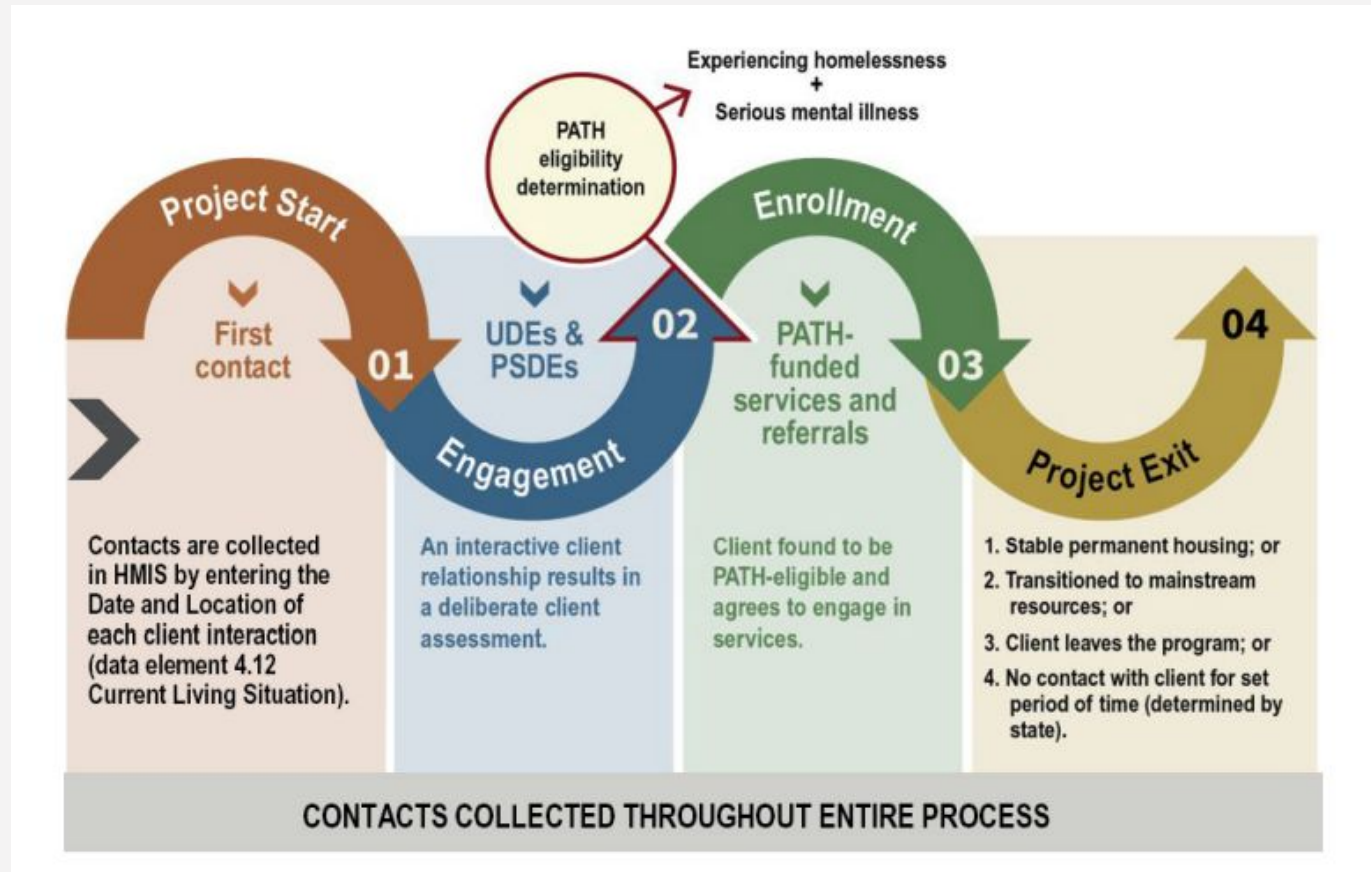 Experiencing homelessness
+
Serious mental illness
PATH
eligibility
determination
Project Start
First
contact
01
UDEs &
PSDEs
02
Engagement
Enrollment
PATH-
funded
services and
referrals
03
04
Project Exit
Contacts are collected
in HMIS by entering the
Date and Location of
each client interaction
(data element 4.12
Current Living Situation).
An interactive client
relationship results in
a deliberate client
assessment.
Client found to be
PATH-eligible and
agrees to engage in
services.
1. Stable permanent housing; or
2. Transitioned to mainstream
resources; or
3. Client leaves the program; or
4. No contact with client for set
period of time (determined by
state).
CONTACTS COLLECTED THROUGHOUT ENTIRE PROCESS